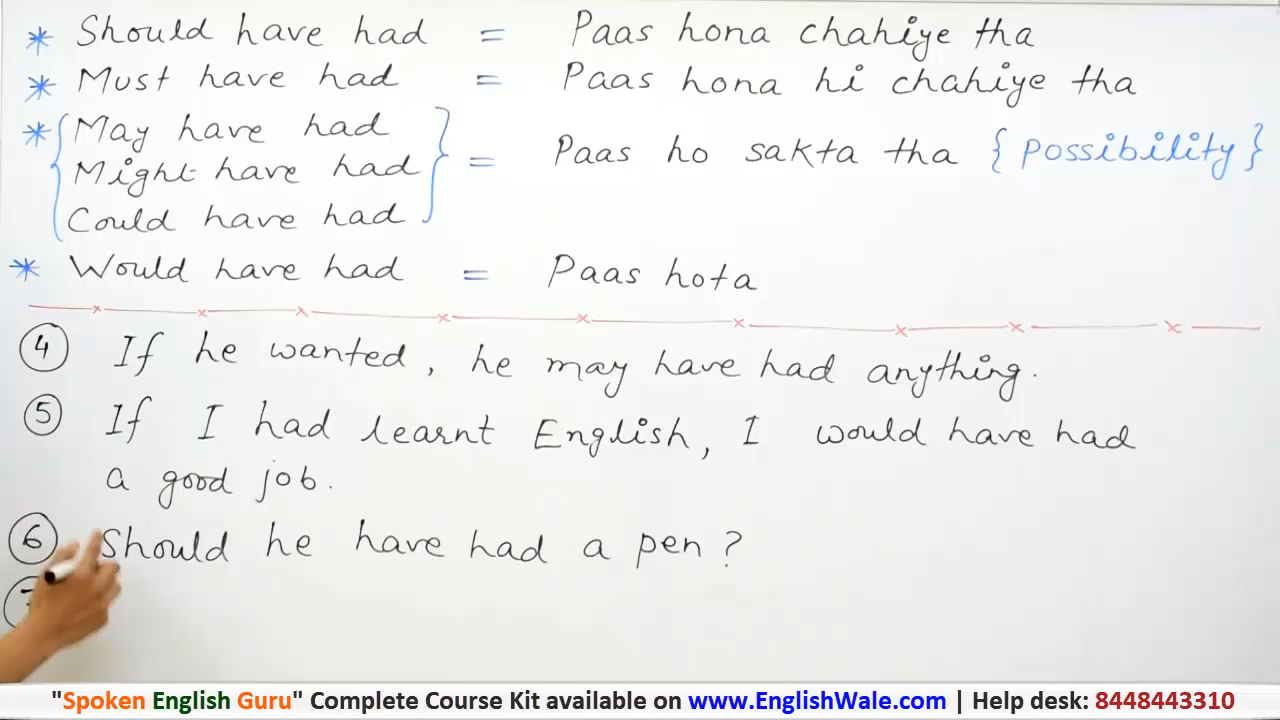 * Should have had = Paas hona chahiye tha
* Must have had = Paas hona hi chahiye tha
* { May have had
Might have had
Could have had } = Paas ho sakta tha { Possibility }
* Would have had = Paas hota
4 If he wanted, he may have had anything.
5 If I had learnt English, I would have had
a good job.
6 Should he have had a pen?
7
"Spoken English Guru" Complete Course Kit available on www.EnglishWale.com | Help desk: 8448443310